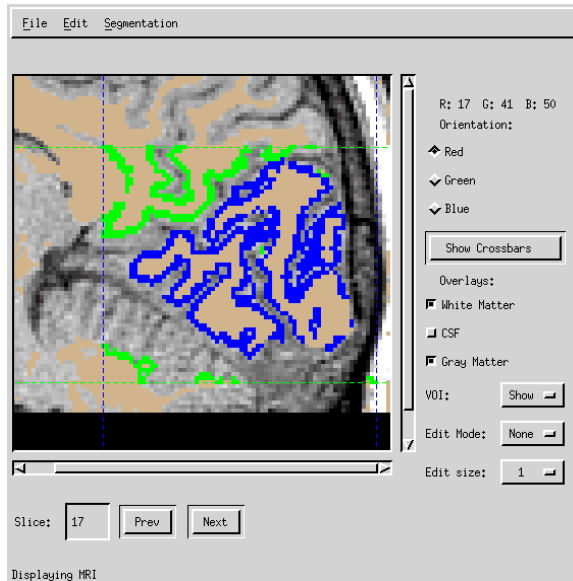 File Edit Segmentation
R: 17 G: 41 B: 50
Orientation:
Red
Green
Blue
Show Crossbars
Overlays:
White Matter
CSF
Gray Matter
VOI: Show
Edit Mode: None
Edit size: 1
Slice: 17 Prev Next
Displaying MRI